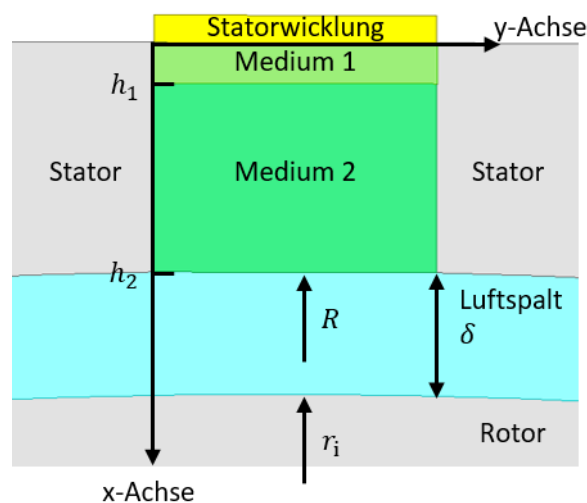 Statorwicklung
y-Achse
Medium 1
h₁
Stator
Medium 2
Stator
h₂
R
Luftspalt
δ
rᵢ
Rotor
x-Achse